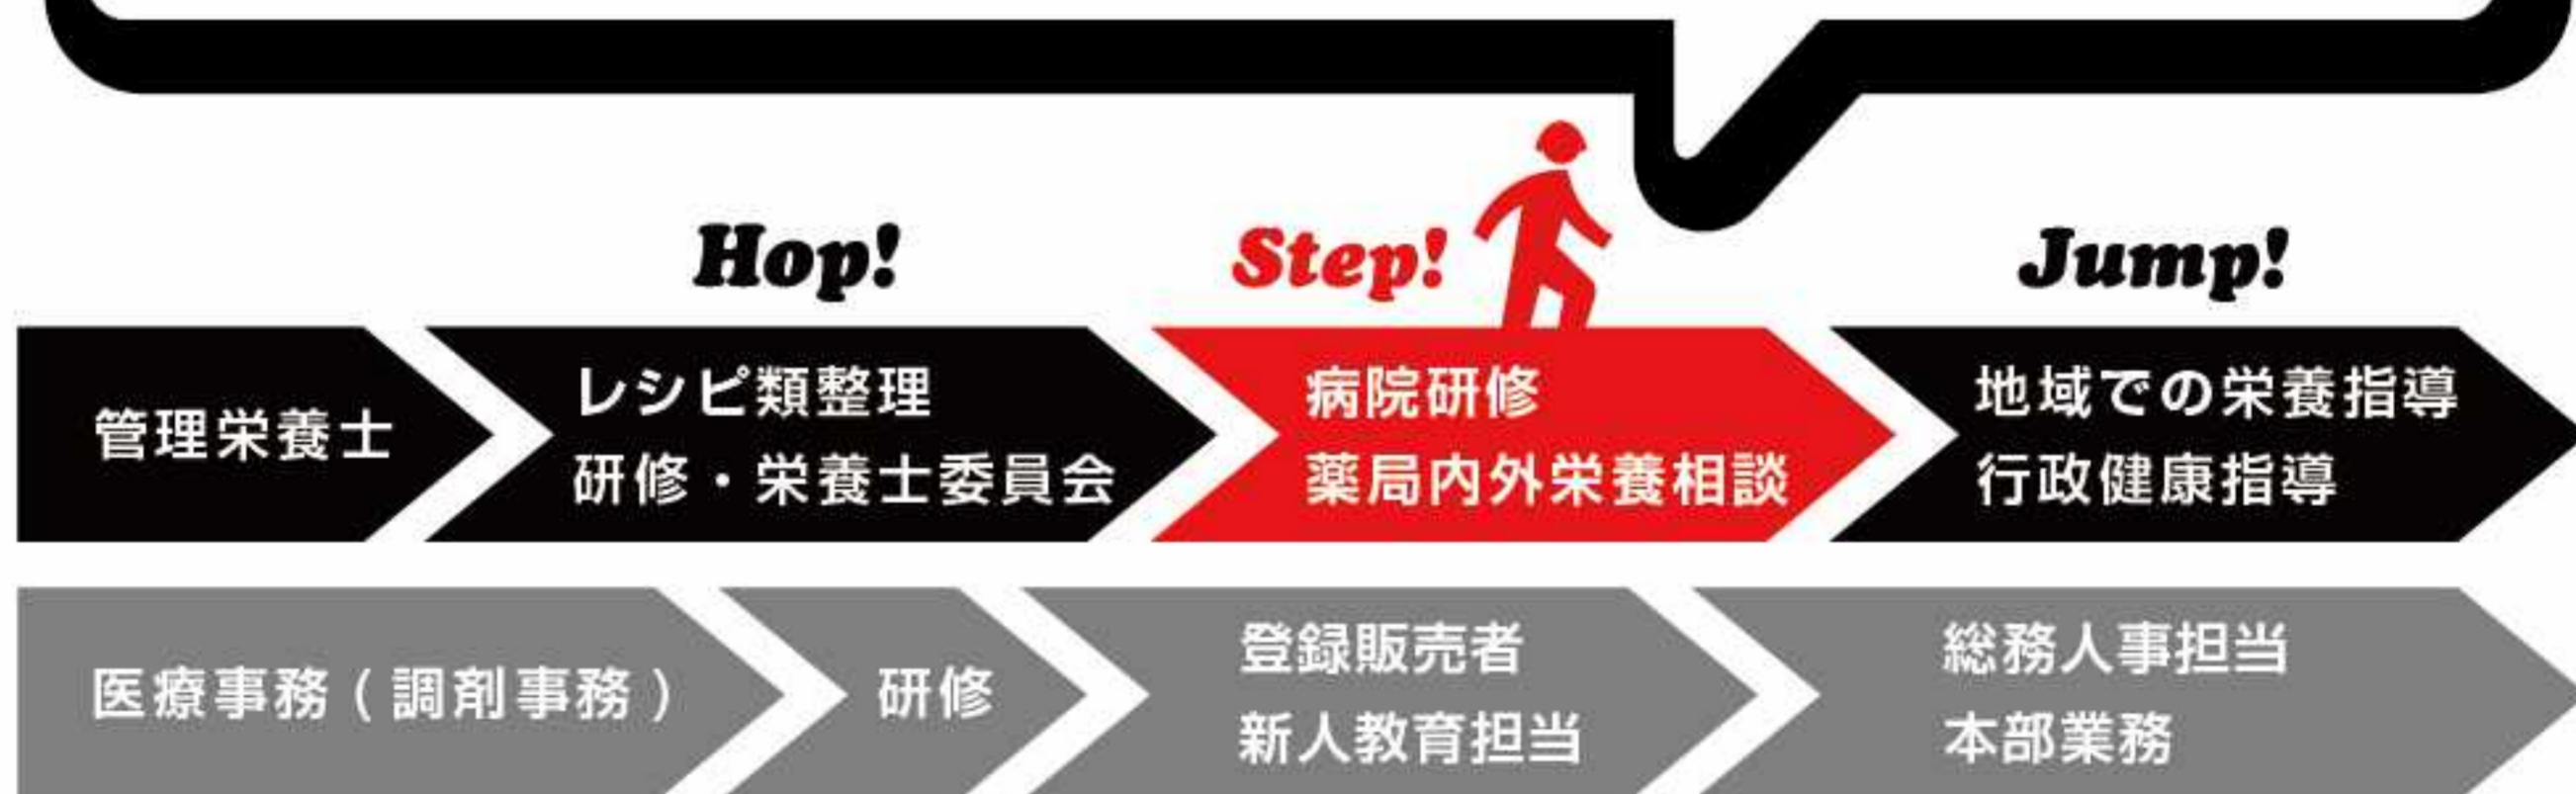 Hop!
Step!
Jump!
管理栄養士
レシピ類整理
研修・栄養士委員会
病院研修
薬局内外栄養相談
地域での栄養指導
行政健康指導
医療事務(調剤事務)
研修
登録販売者
新人教育担当
総務人事担当
本部業務